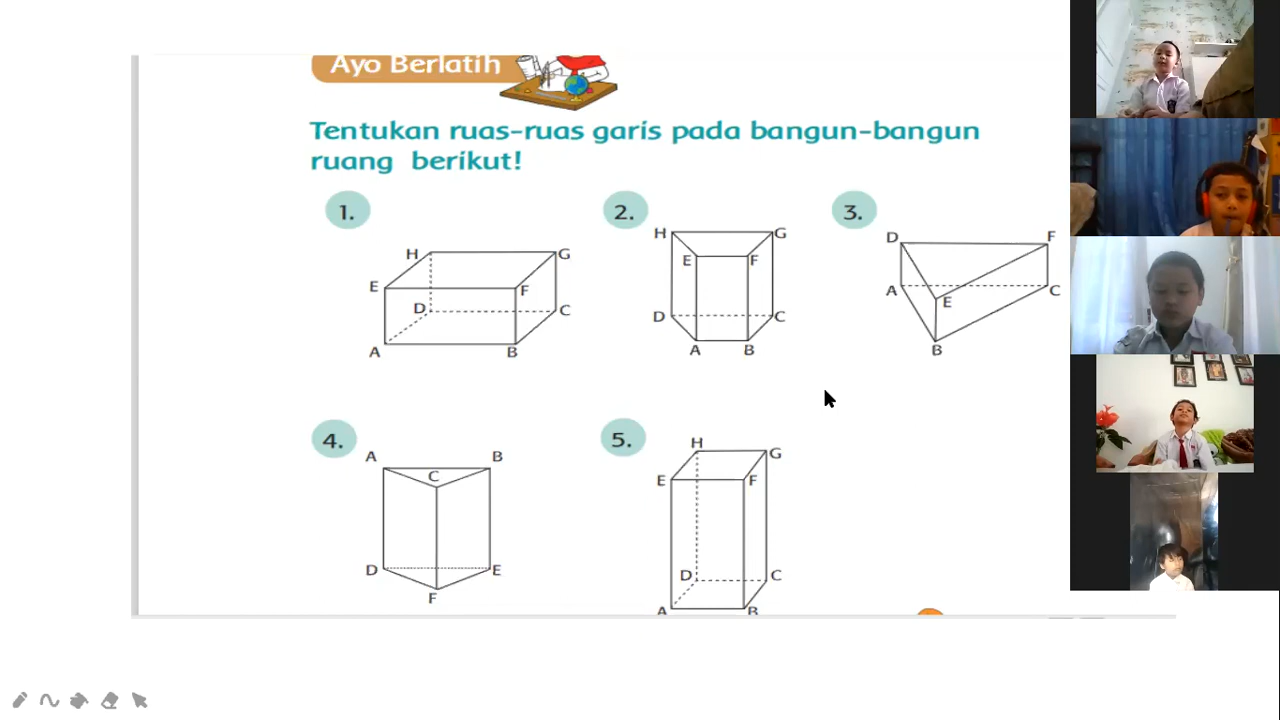 Ayo Berlatih
Tentukan ruas-ruas garis pada bangun-bangun
ruang berikut!
1.
H G
E F
D C
A B
2.
H G
E F
D C
A B
3.
D F
A E C
B
4.
A B
C
D E
F
5.
H G
E F
D C
A B